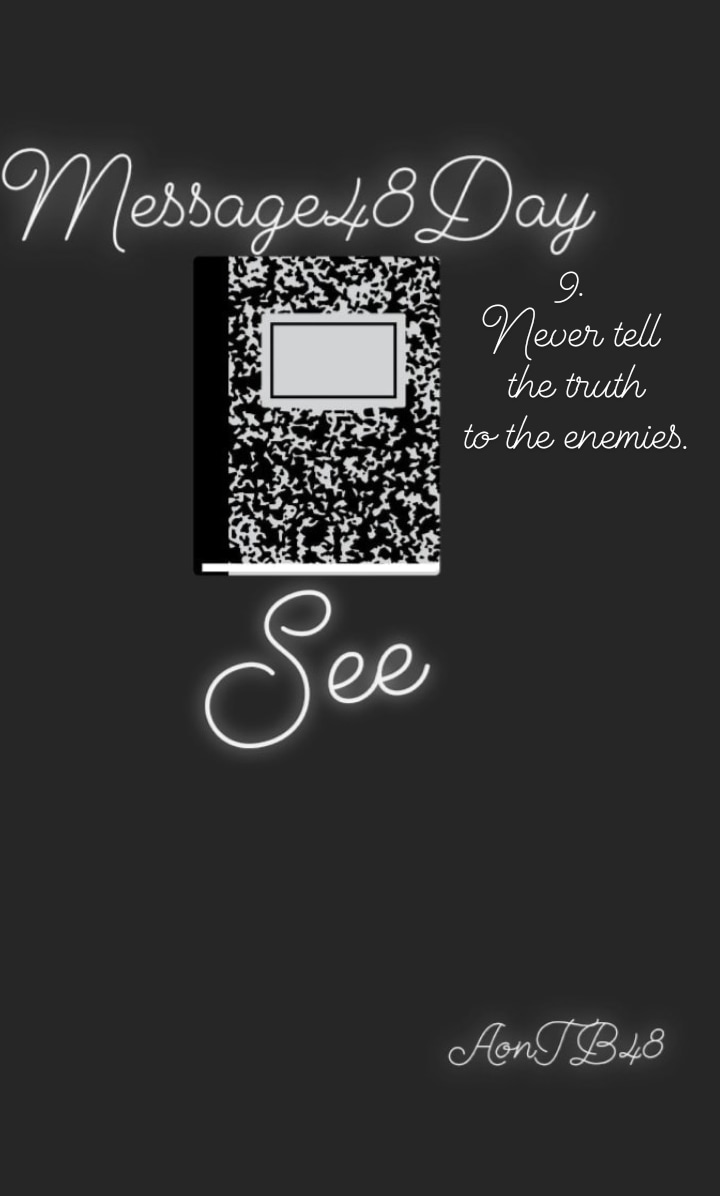 Message48Day
9.
Never tell
the truth
to the enemies.
See
AonTB48